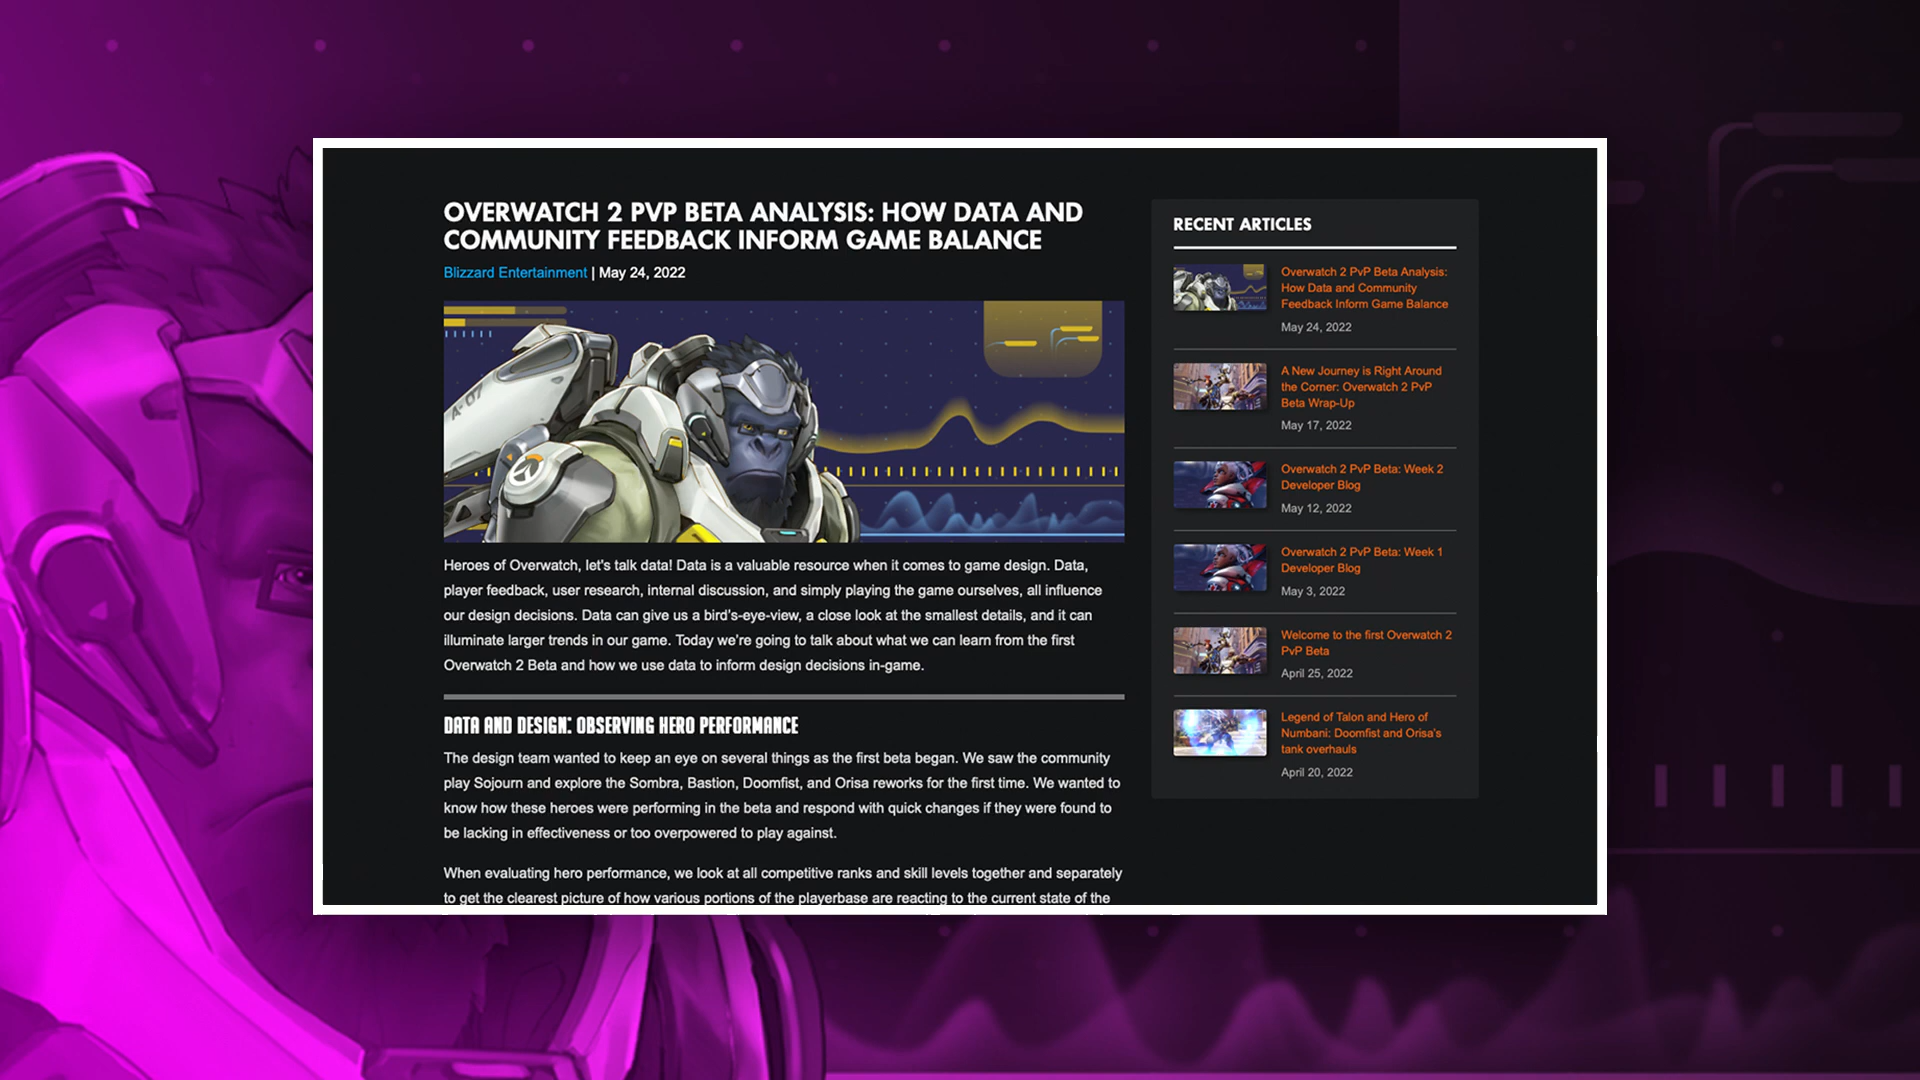 OVERWATCH 2 PVP BETA ANALYSIS: HOW DATA AND
COMMUNITY FEEDBACK INFORM GAME BALANCE
Blizzard Entertainment | May 24, 2022
A-07
Heroes of Overwatch, let's talk data! Data is a valuable resource when it comes to game design. Data,
player feedback, user research, internal discussion, and simply playing the game ourselves, all influence
our design decisions. Data can give us a bird's-eye-view, a close look at the smallest details, and it can
illuminate larger trends in our game. Today we're going to talk about what we can learn from the first
Overwatch 2 Beta and how we use data to inform design decisions in-game.
DATA AND DESIGN: OBSERVING HERO PERFORMANCE
The design team wanted to keep an eye on several things as the first beta began. We saw the community
play Sojourn and explore the Sombra, Bastion, Doomfist, and Orisa reworks for the first time. We wanted to
know how these heroes were performing in the beta and respond with quick changes if they were found to
be lacking in effectiveness or too overpowered to play against.
When evaluating hero performance, we look at all competitive ranks and skill levels together and separately
to get the clearest picture of how various portions of the playerbase are reacting to the current state of the
RECENT ARTICLES
Overwatch 2 PvP Beta Analysis:
How Data and Community
Feedback Inform Game Balance
May 24, 2022
A New Journey is Right Around
the Corner: Overwatch 2 PvP
Beta Wrap-Up
May 17, 2022
Overwatch 2 PvP Beta: Week 2
Developer Blog
May 12, 2022
Overwatch 2 PvP Beta: Week 1
Developer Blog
May 3, 2022
Welcome to the first Overwatch 2
PvP Beta
April 25, 2022
Legend of Talon and Hero of
Numbani: Doomfist and Orisa's
tank overhauls
April 20, 2022